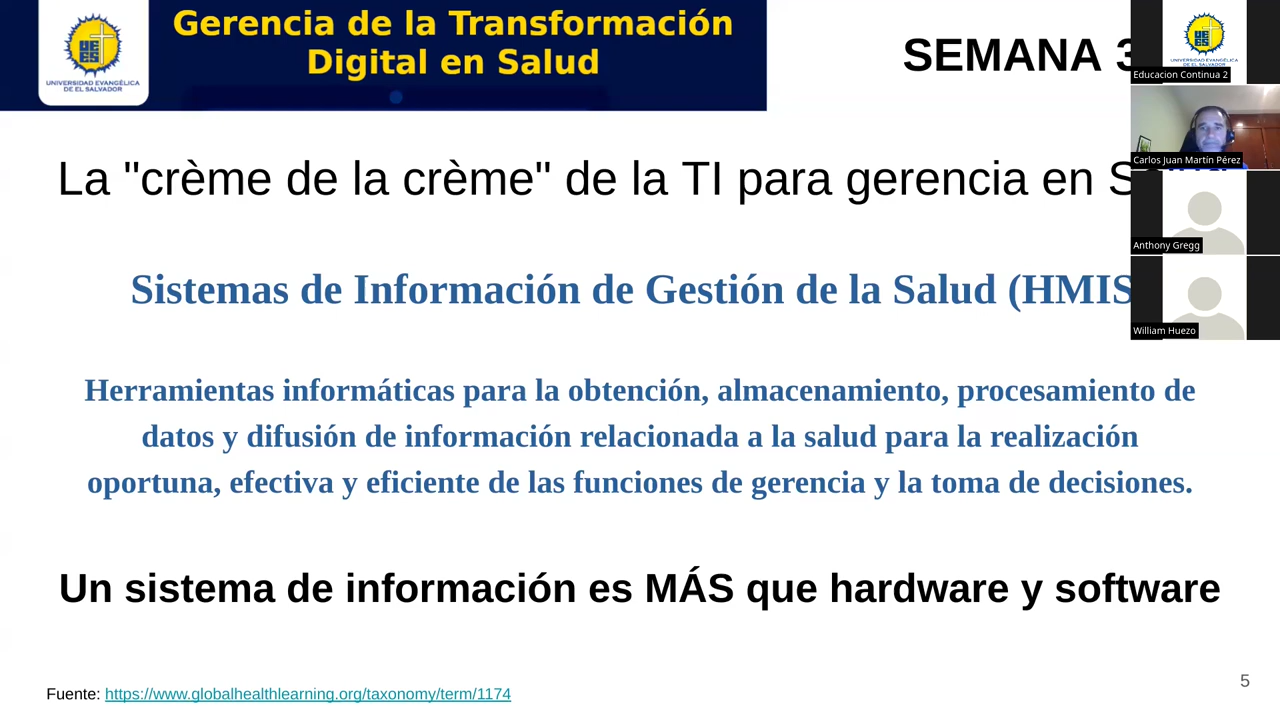 Gerencia de la Transformación
Digital en Salud
UNIVERSIDAD EVANGÉLICA
DE EL SALVADOR
SEMANA 3
UNIVERSIDAD EVANGÉLICA
Educacion Continua 2
Carlos Juan Martín Pérez
Anthony Gregg
William Huezo
La "crème de la crème" de la TI para gerencia en
Sistemas de Información de Gestión de la Salud (HMIS
Herramientas informáticas para la obtención, almacenamiento, procesamiento de
datos y difusión de información relacionada a la salud para la realización
oportuna, efectiva y eficiente de las funciones de gerencia y la toma de decisiones.
Un sistema de información es MÁS que hardware y software
Fuente: https://www.globalhealthlearning.org/taxonomy/term/1174
5